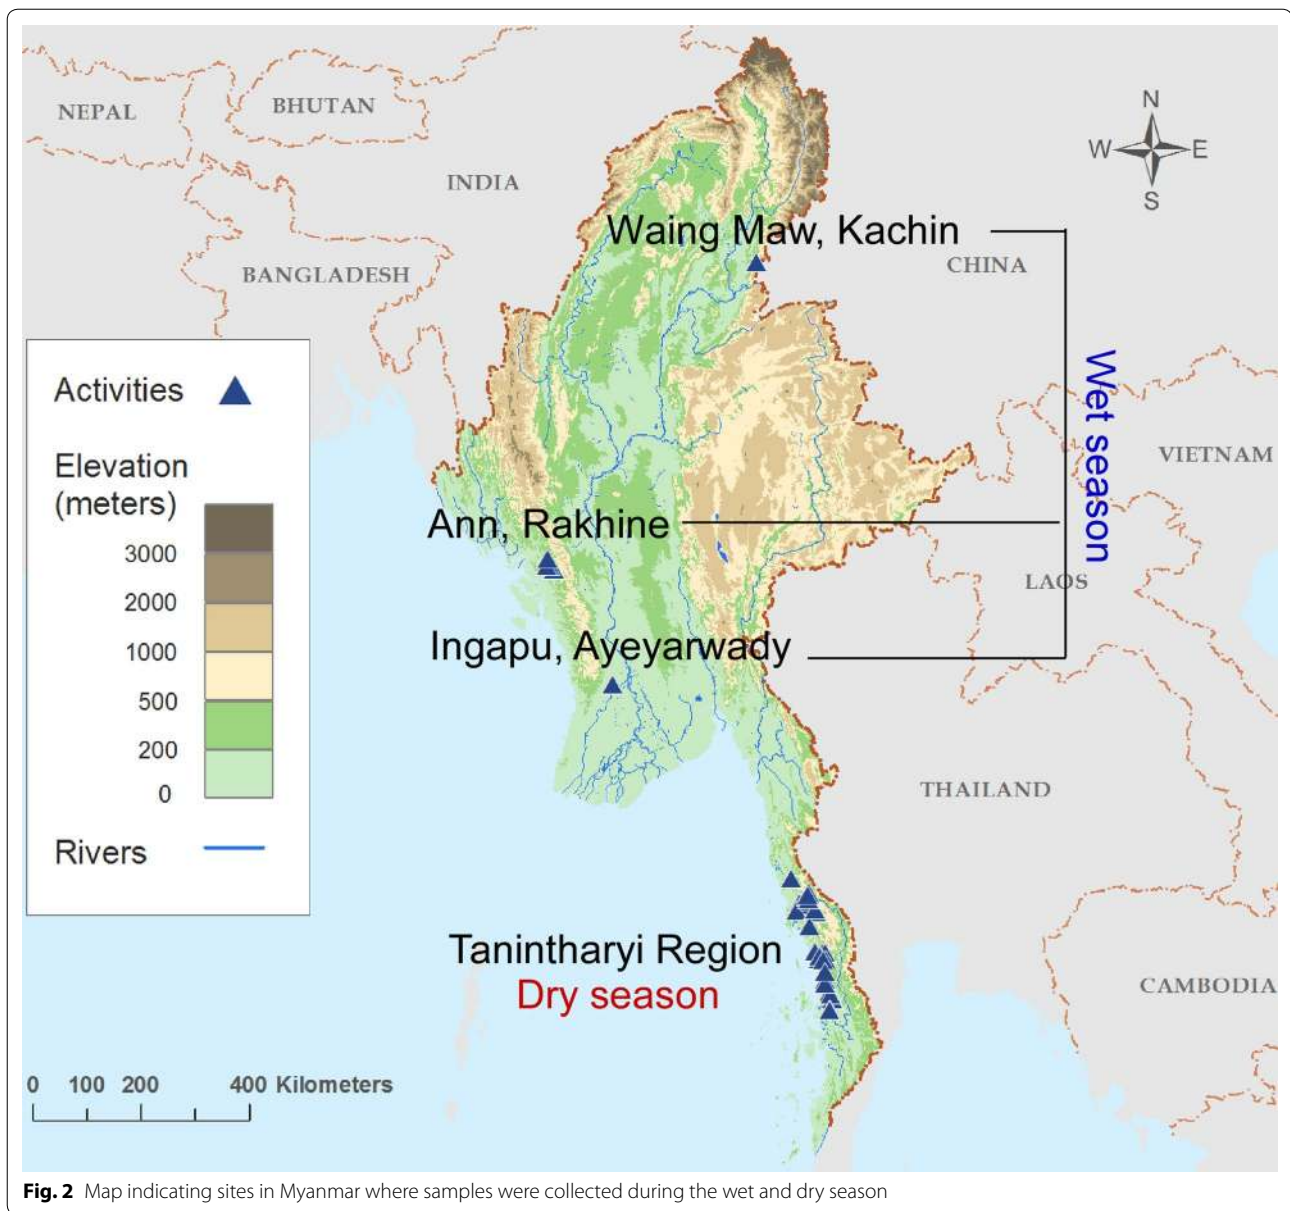 NEPAL
BHUTAN
N
W E
S
INDIA
Waing Maw, Kachin
CHINA
BANGLADESH
Wet season
Activities
VIETNAM
Elevation
(meters)
3000
2000
1000
500
200
0
Rivers
Ann, Rakhine
LAOS
Ingapu, Ayeyarwady
THAILAND
Tanintharyi Region
Dry season
CAMBODIA
0 100 200 400 Kilometers
Fig. 2 Map indicating sites in Myanmar where samples were collected during the wet and dry season